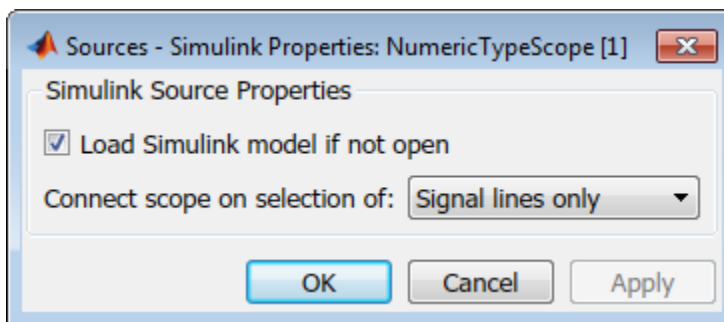 Sources - Simulink Properties: NumericTypeScope [1]
Simulink Source Properties
Load Simulink model if not open
Connect scope on selection of: Signal lines only
OK Cancel Apply